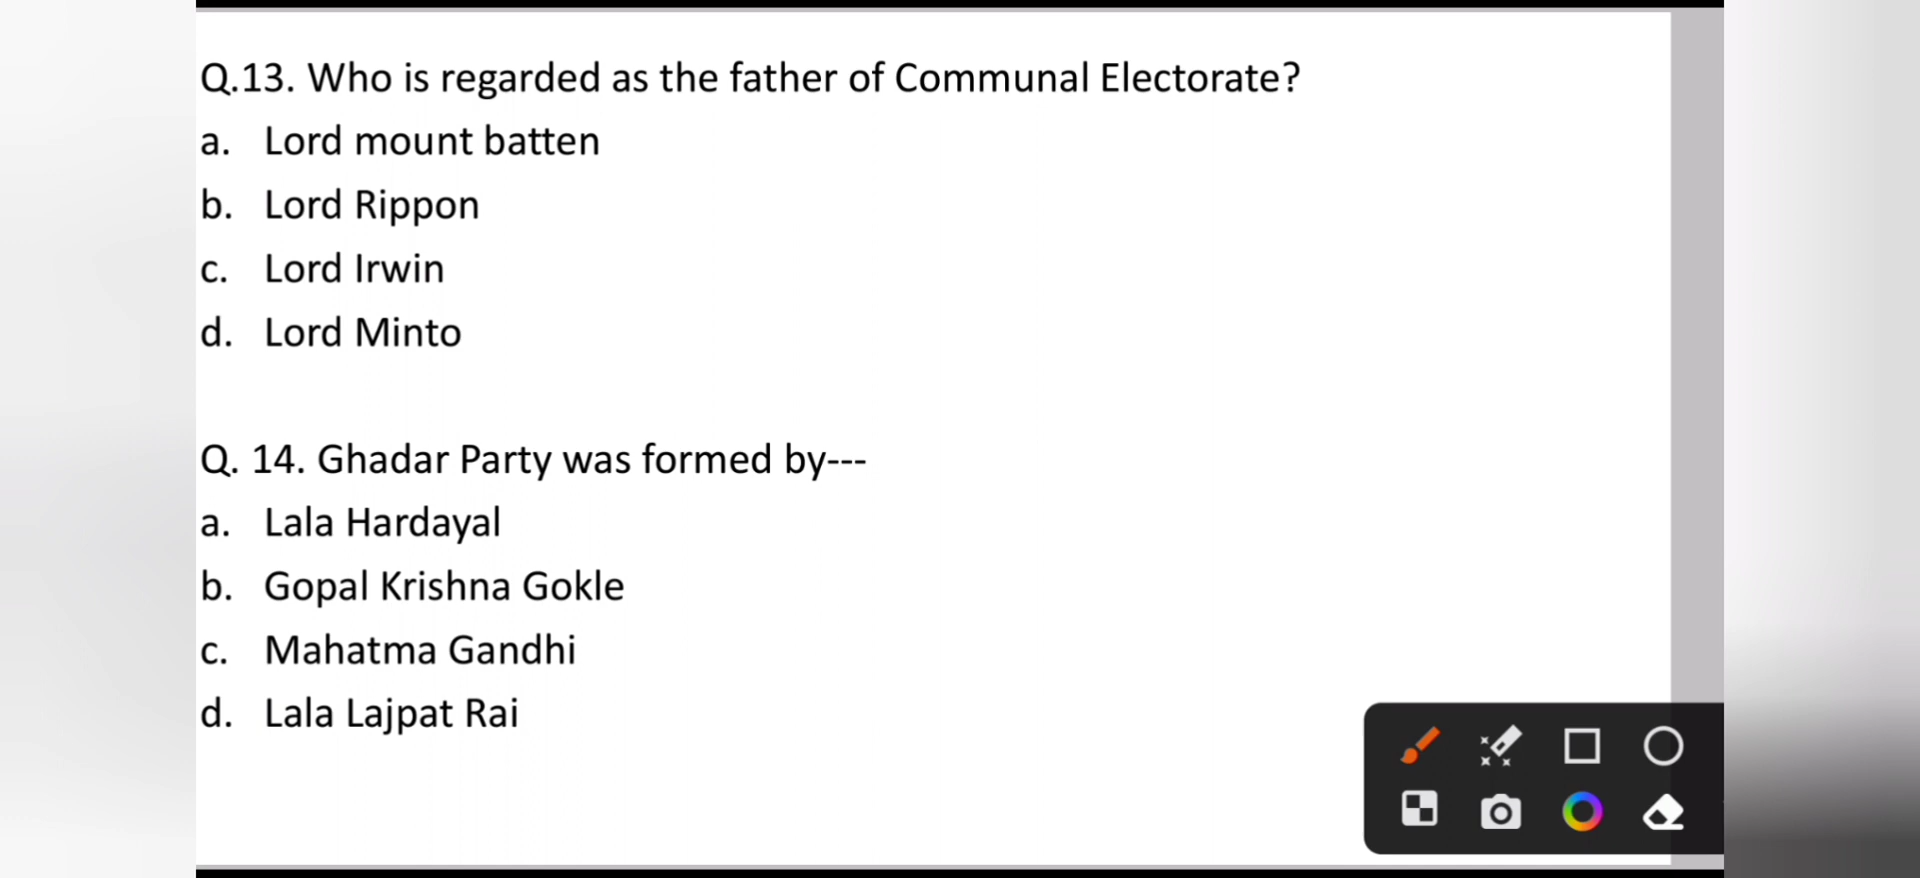 Q.13. Who is regarded as the father of Communal Electorate?
a. Lord mount batten
b. Lord Rippon
c. Lord Irwin
d. Lord Minto
Q. 14. Ghadar Party was formed by---
a. Lala Hardayal
b. Gopal Krishna Gokle
c. Mahatma Gandhi
d. Lala Lajpat Rai